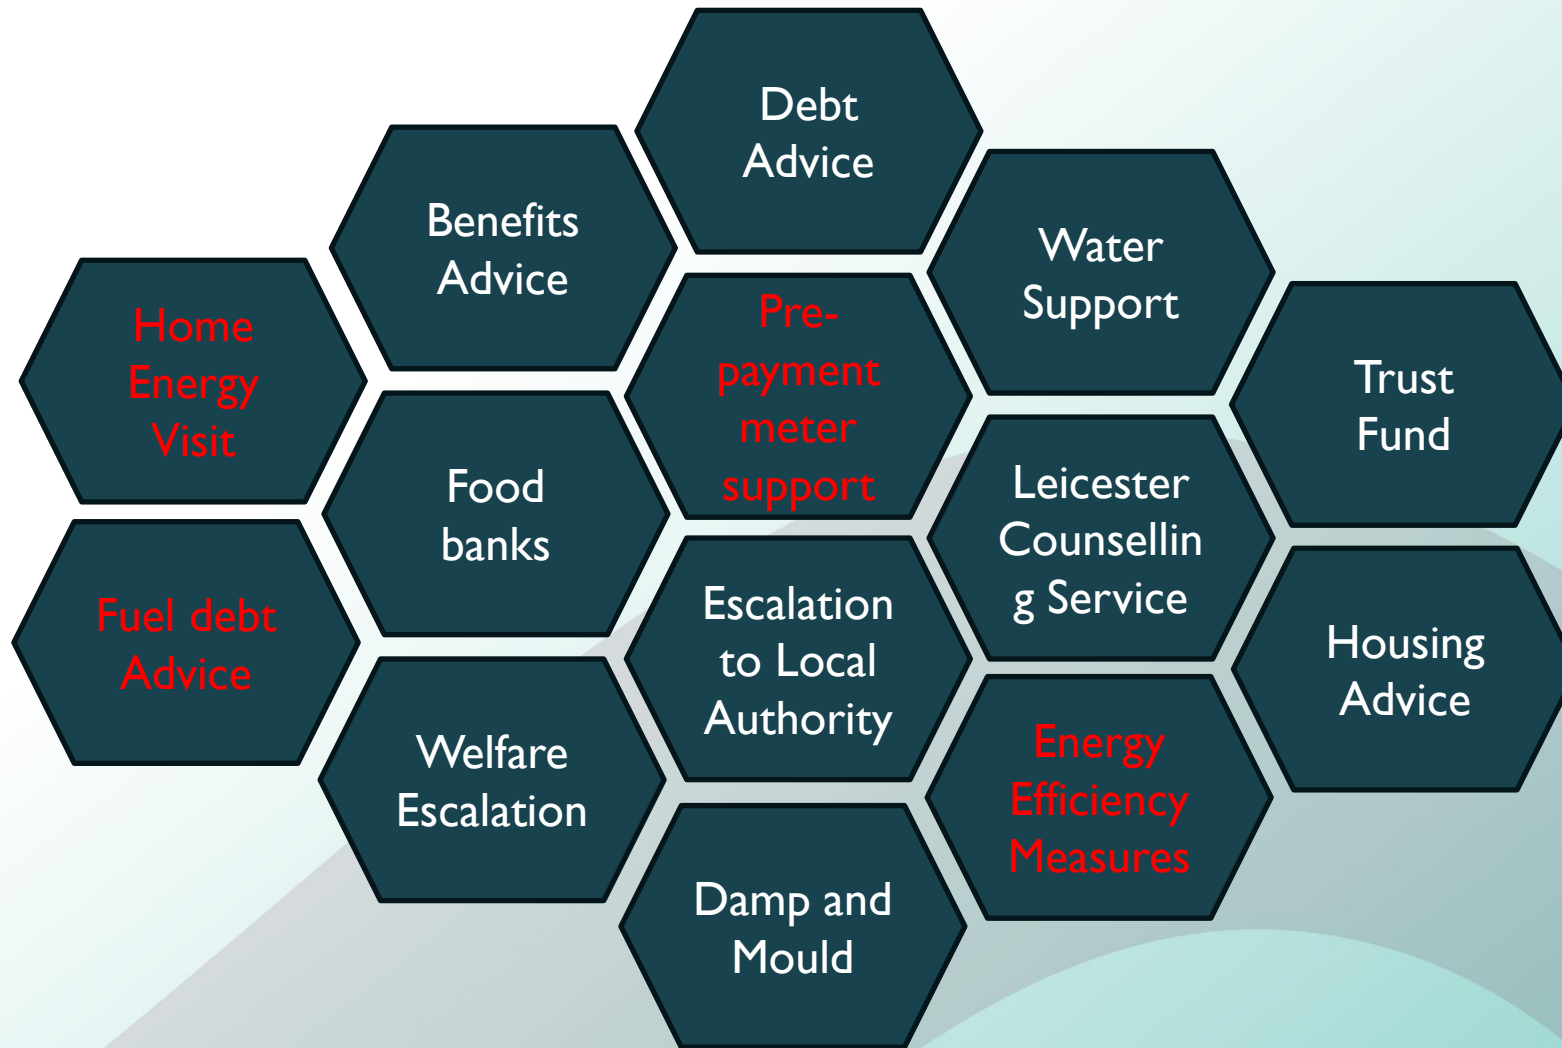 Debt
Advice
Benefits
Advice
Water
Support
Home
Energy
Visit
Pre-
payment
meter
support
Trust
Fund
Food
banks
Leicester
Counsellin
g Service
Fuel debt
Advice
Escalation
to Local
Authority
Housing
Advice
Welfare
Escalation
Energy
Efficiency
Measures
Damp and
Mould